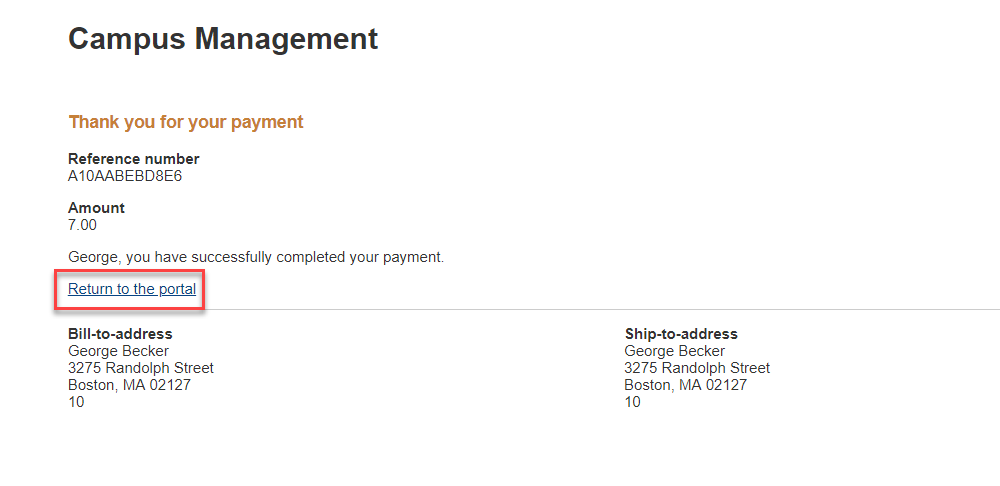 Campus Management
Thank you for your payment
Reference number
A10AABEBD8E6
Amount
7.00
George, you have successfully completed your payment.
Return to the portal
Bill-to-address
George Becker
3275 Randolph Street
Boston, MA 02127
10
Ship-to-address
George Becker
3275 Randolph Street
Boston, MA 02127
10